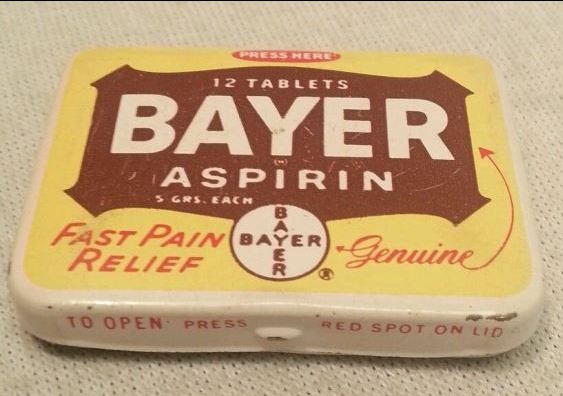 PRESS HERE!
12 TABLETS
BAYER
ASPIRIN
5 GRS. EACH
FAST PAIN
RELIEF
BAYER
BAYER
®
Genuine
TO OPEN PRESS RED SPOT ON LID